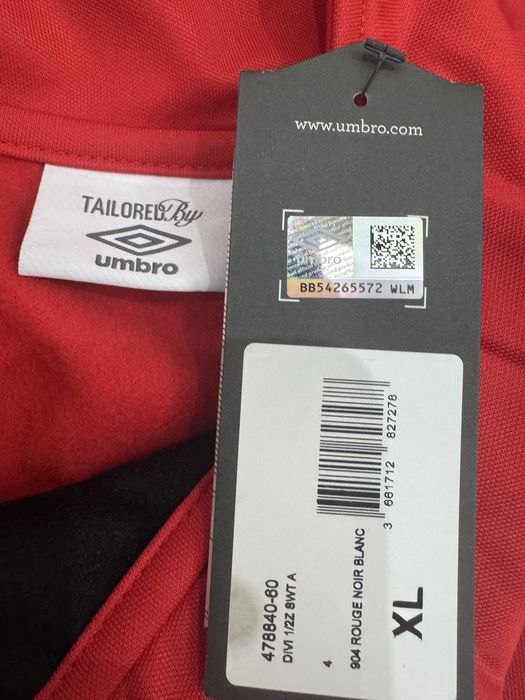 www.umbro.com
umbro
BB54265572 WLM
TAILORED By
umbro
478840-60
DIVI 1/2Z SWT A
4
904 ROUGE NOIR BLANC
XL
3 661712 827278